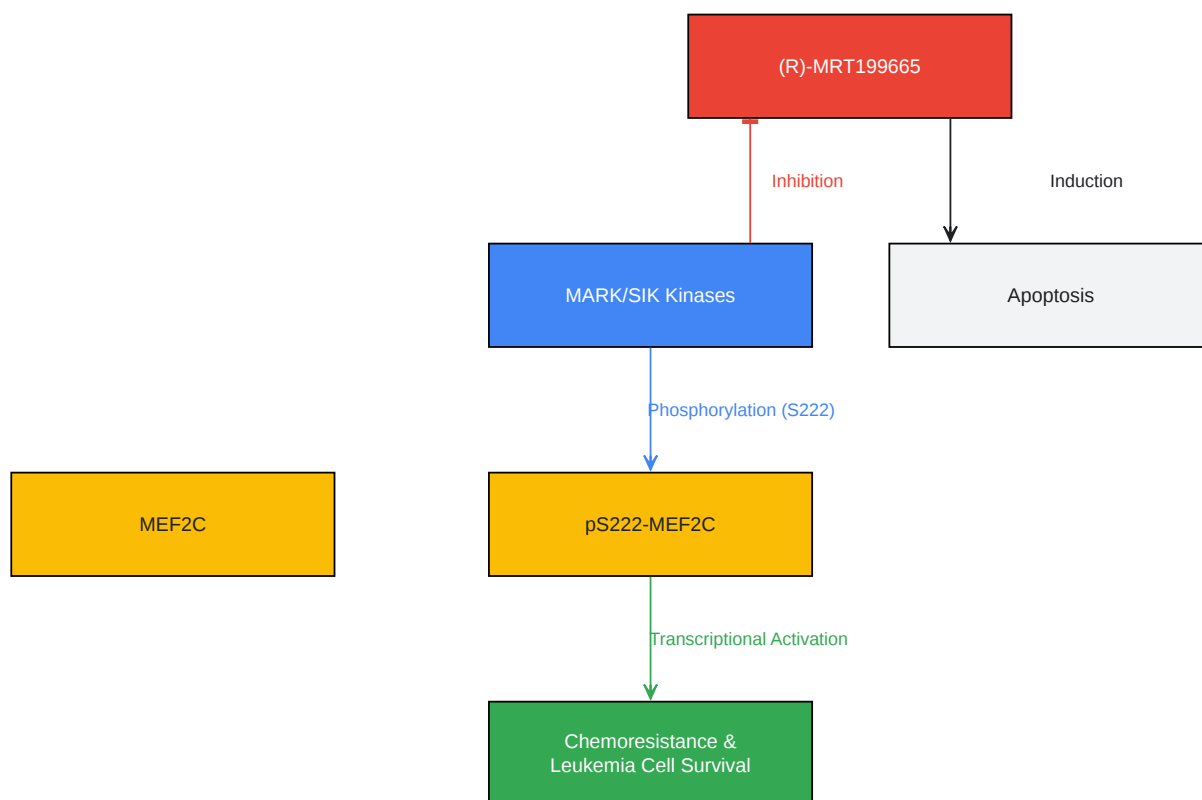 (R)-MRT199665
Inhibition
Induction
MARK/SIK Kinases
Apoptosis
Phosphorylation (S222)
MEF2C
pS222-MEF2C
Transcriptional Activation
Chemoresistance &
Leukemia Cell Survival